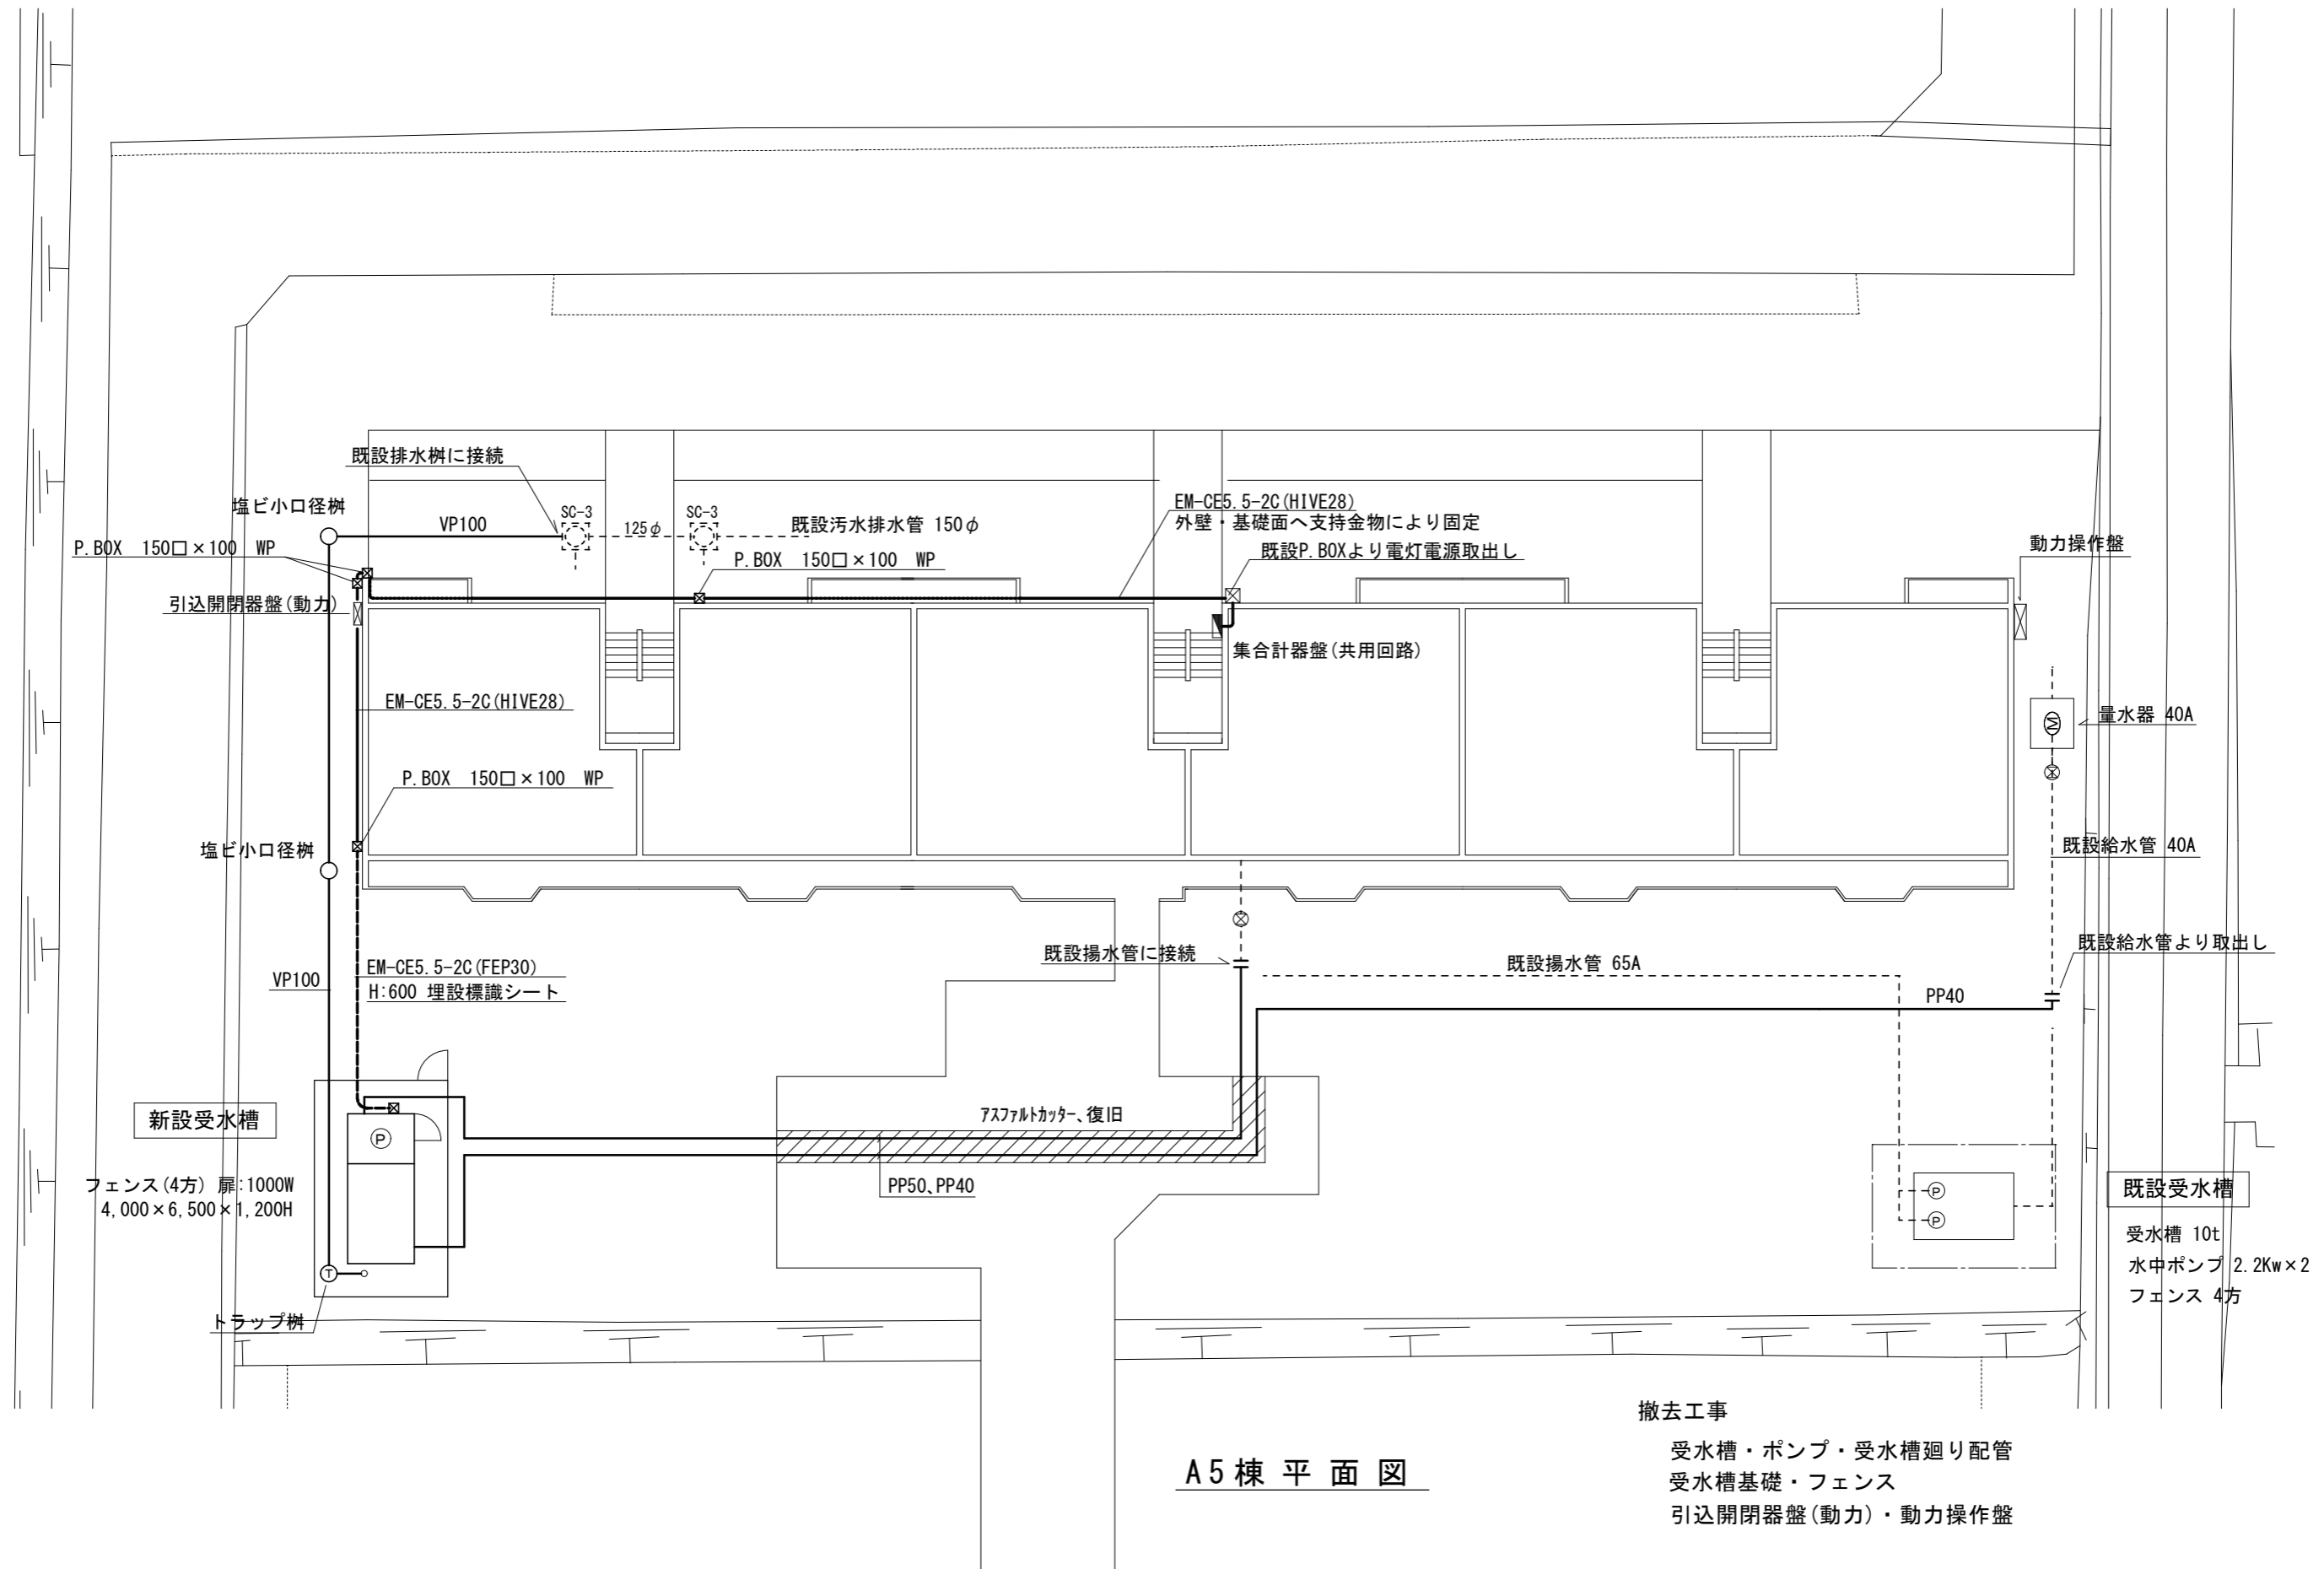 既設排水桝に接続
塩ビ小口径桝
VP100
SC-3
125φ
SC-3
既設汚水排水管 150φ
EM-CE5.5-2C(HIVE28)
外壁・基礎面へ支持金物により固定
P.BOX 150□×100 WP
P.BOX 150□×100 WP
既設P.BOXより電灯電源取出し
動力操作盤
引込開閉器盤(動力)
集合計器盤(共用回路)
EM-CE5.5-2C(HIVE28)
M
量水器 40A
P.BOX 150□×100 WP
塩ビ小口径桝
既設給水管 40A
既設揚水管に接続
既設揚水管 65A
既設給水管より取出し
VP100
EM-CE5.5-2C(FEP30)
H:600 埋設標識シート
PP40
新設受水槽
P
アスファルトカッター、復旧
PP50、PP40
フェンス(4方) 扉:1000W
4,000×6,500×1,200H
T
トラップ桝
P
P
既設受水槽
受水槽 10t
水中ポンプ 2.2Kw×2
フェンス 4方
A5棟 平 面 図
撤去工事
受水槽・ポンプ・受水槽廻り配管
受水槽基礎・フェンス
引込開閉器盤(動力)・動力操作盤